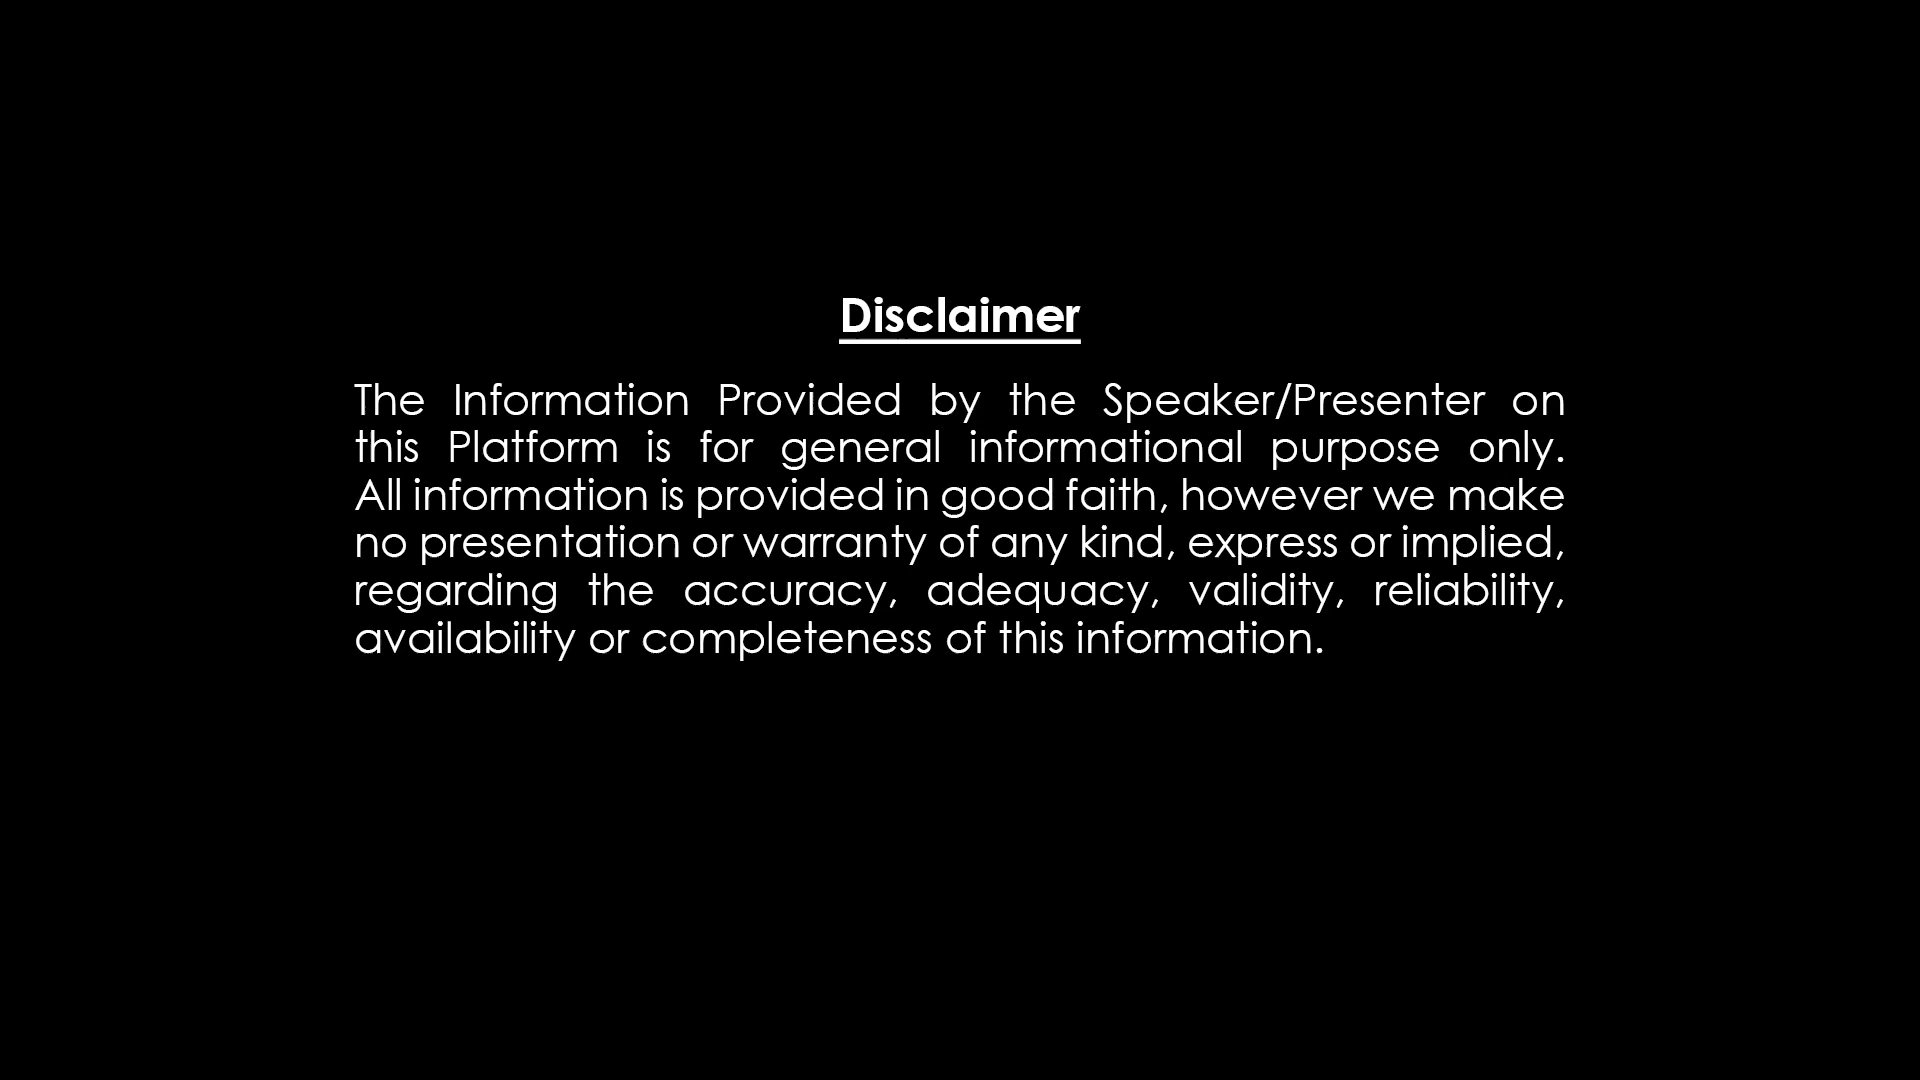 Disclaimer
The Information Provided by the Speaker/Presenter on
this Platform is for general informational purpose only.
All information is provided in good faith, however we make
no presentation or warranty of any kind, express or implied,
regarding the accuracy, adequacy, validity, reliability,
availability or completeness of this information.